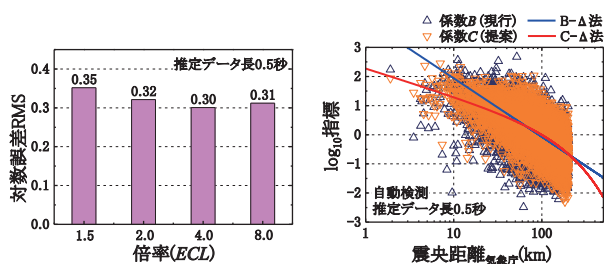 対数誤差RMS
0.4
0.3
0.2
0.1
0.0
推定データ長0.5秒
0.35
0.32
0.30
0.31
1.5
2.0
4.0
8.0
倍率(ECL)
係数B(現行)
B-Δ法
係数C(提案)
C-Δ法
log10指標
3
2
1
0
-1
-2
-3
自動検測
推定データ長0.5秒
1
10
100
震央距離気象庁(km)